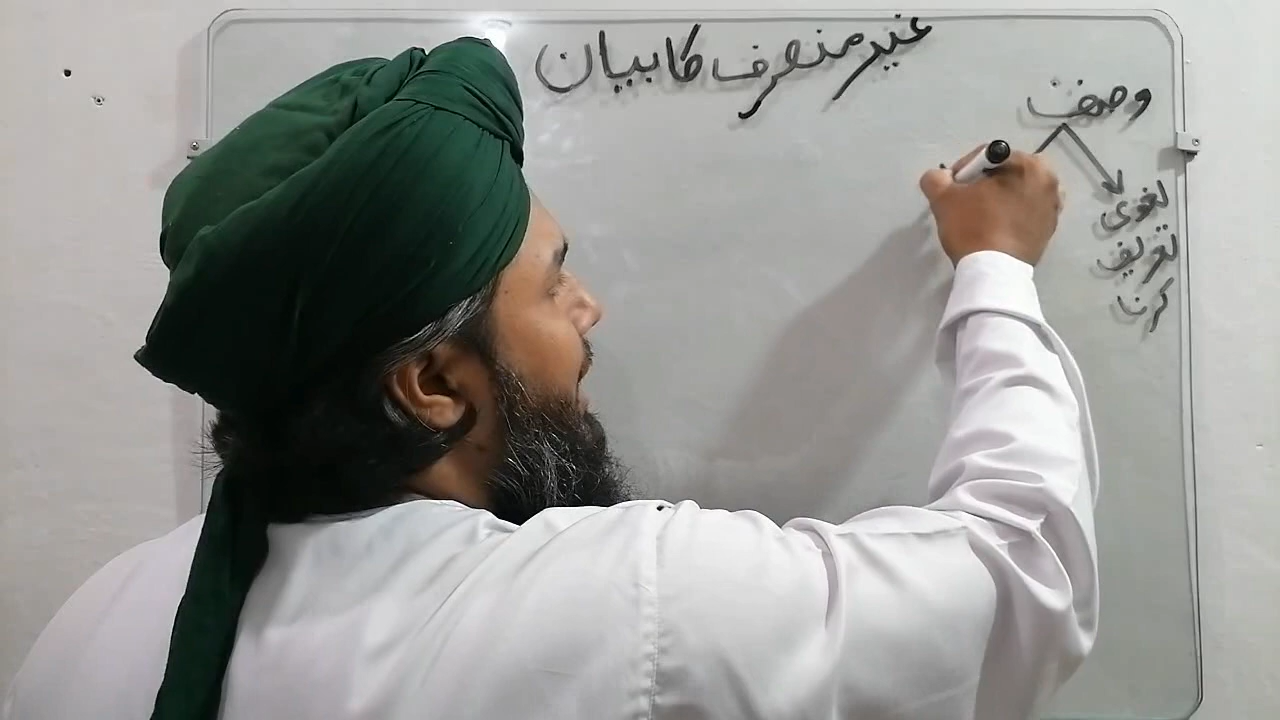 غیر منصرف کا بیان
وصف
لغوی
تعریف
کرنا